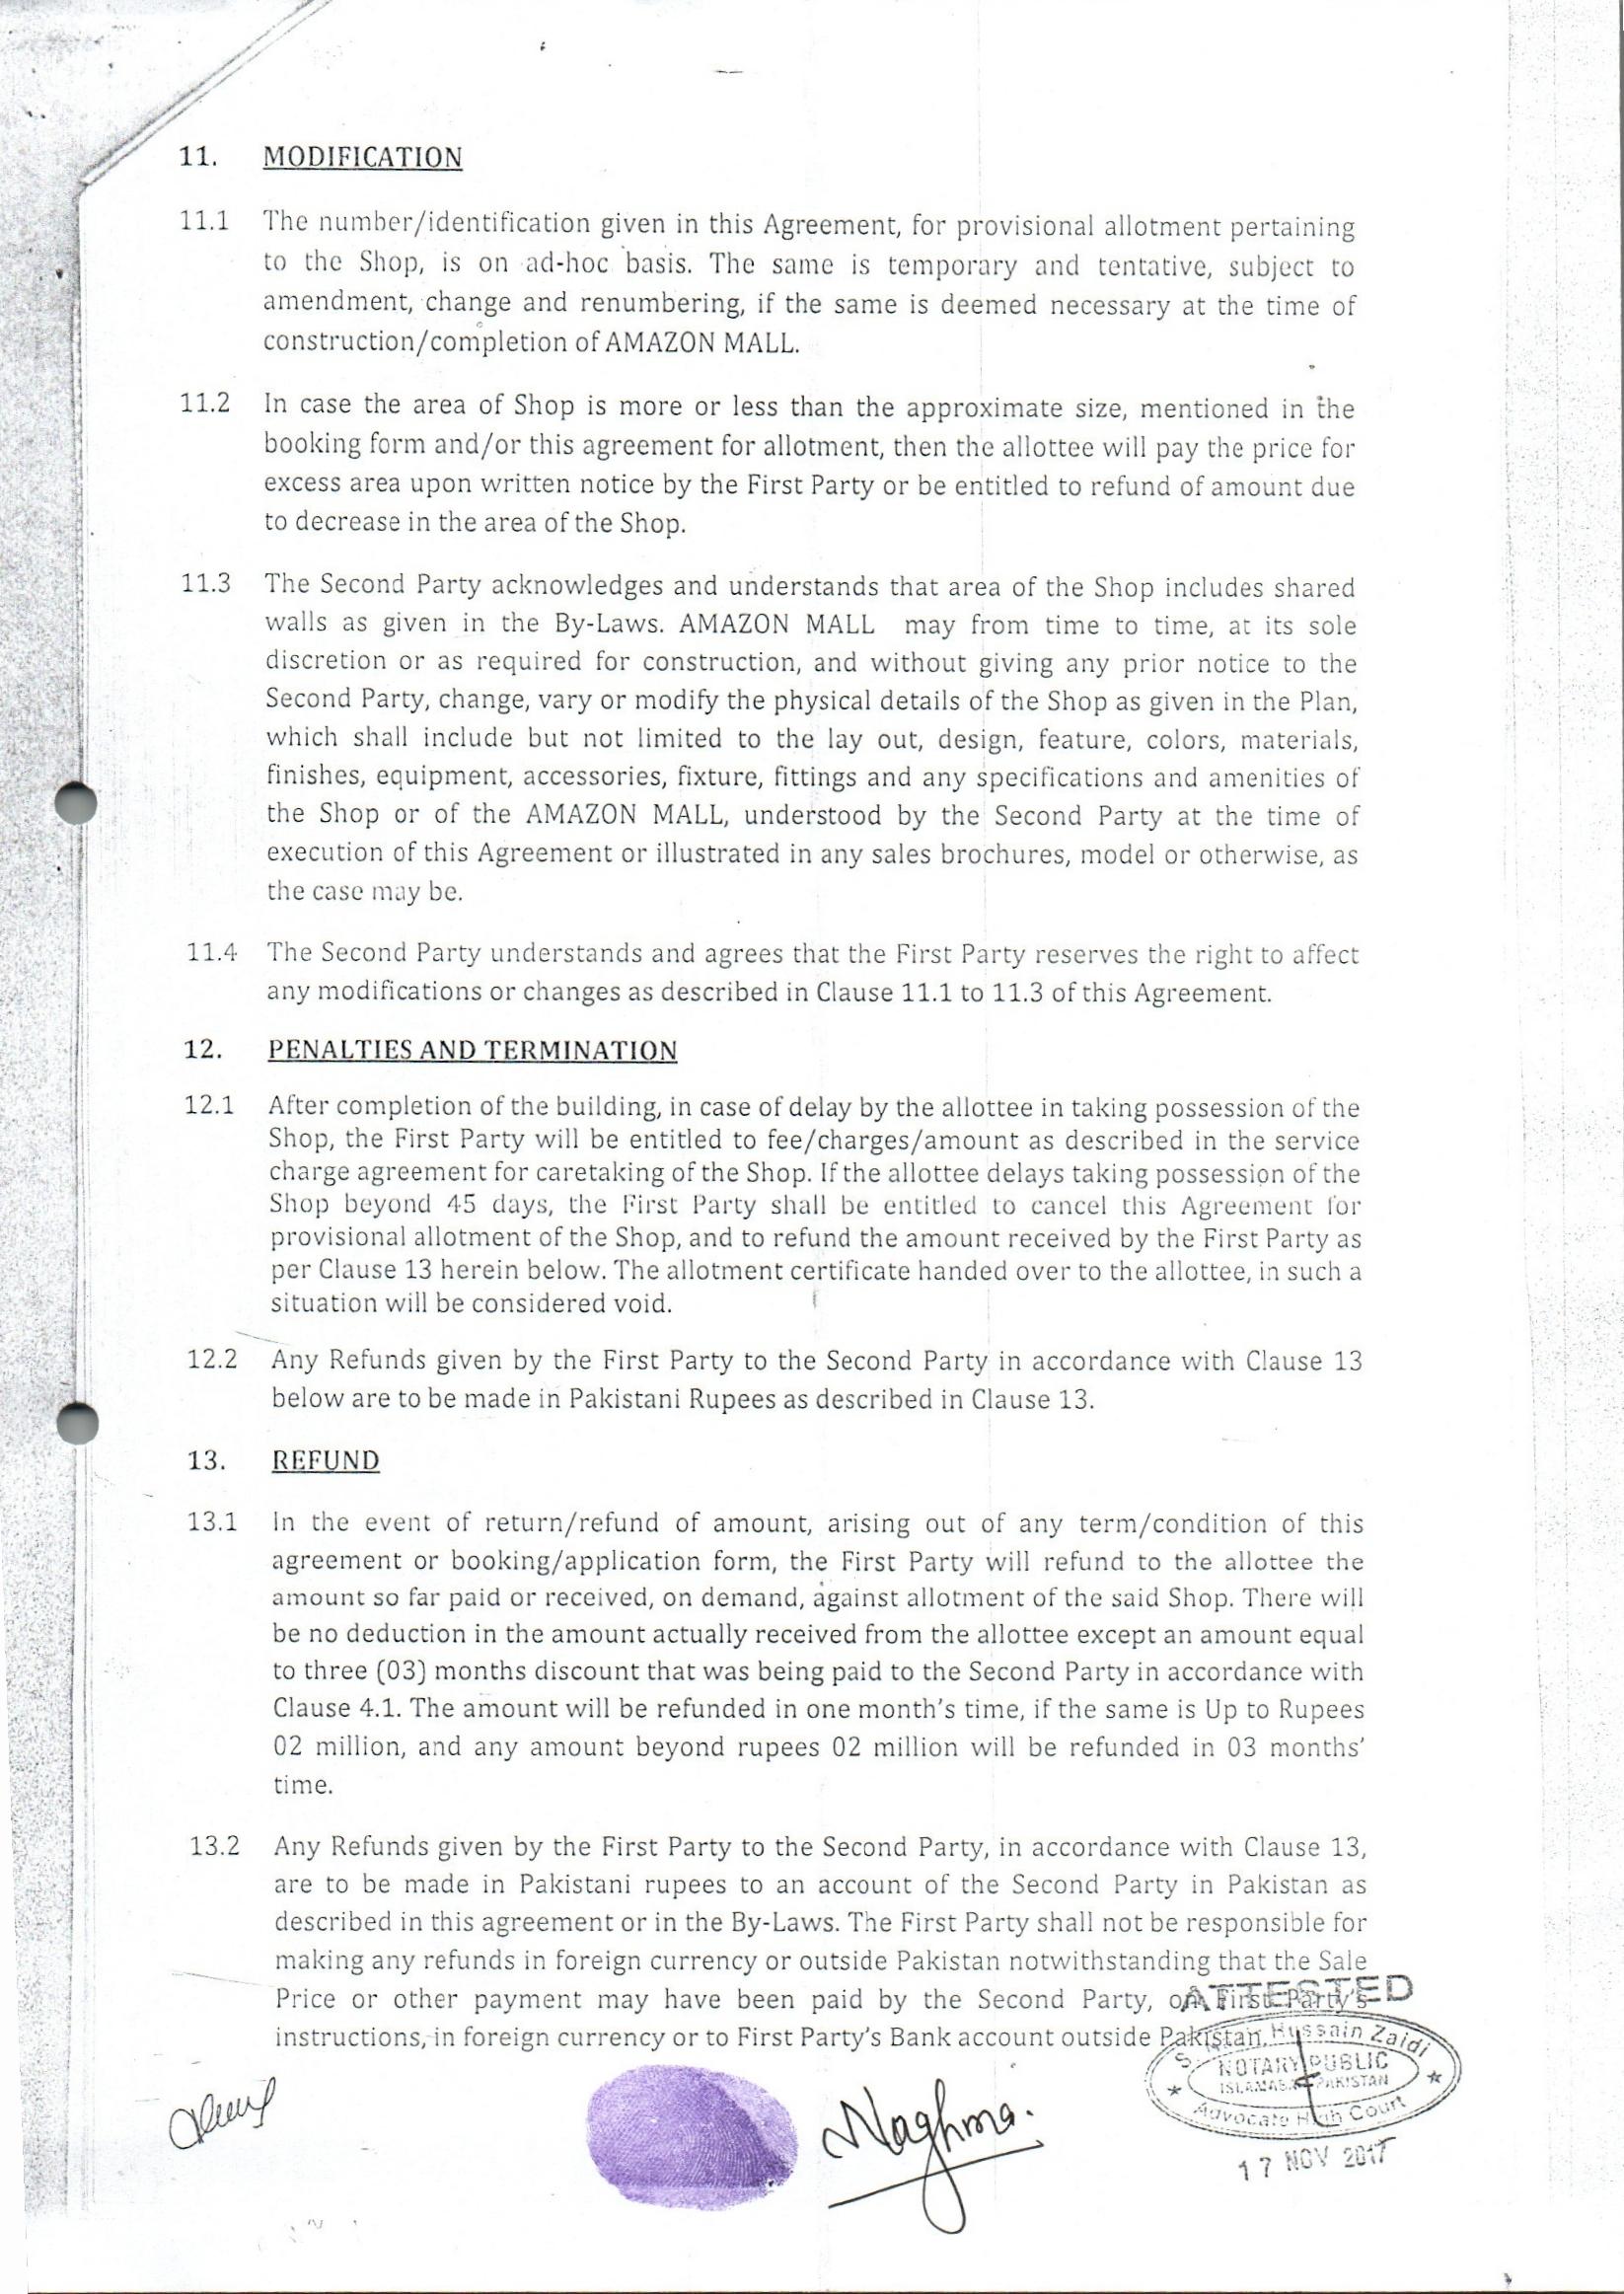 11. MODIFICATION
11.1 The number/identification given in this Agreement, for provisional allotment pertaining
to the Shop, is on ad-hoc basis. The same is temporary and tentative, subject to
amendment, change and renumbering, if the same is deemed necessary at the time of
construction/completion of AMAZON MALL.
11.2 In case the area of Shop is more or less than the approximate size, mentioned in the
booking form and/or this agreement for allotment, then the allottee will pay the price for
excess area upon written notice by the First Party or be entitled to refund of amount due
to decrease in the area of the Shop.
11.3 The Second Party acknowledges and understands that area of the Shop includes shared
walls as given in the By-Laws. AMAZON MALL may from time to time, at its sole
discretion or as required for construction, and without giving any prior notice to the
Second Party, change, vary or modify the physical details of the Shop as given in the Plan,
which shall include but not limited to the lay out, design, feature, colors, materials,
finishes, equipment, accessories, fixture, fittings and any specifications and amenities of
the Shop or of the AMAZON MALL, understood by the Second Party at the time of
execution of this Agreement or illustrated in any sales brochures, model or otherwise, as
the case may be.
11.4 The Second Party understands and agrees that the First Party reserves the right to affect
any modifications or changes as described in Clause 11.1 to 11.3 of this Agreement.
12. PENALTIES AND TERMINATION
12.1 After completion of the building, in case of delay by the allottee in taking possession of the
Shop, the First Party will be entitled to fee/charges/amount as described in the service
charge agreement for caretaking of the Shop. If the allottee delays taking possession of the
Shop beyond 45 days, the First Party shall be entitled to cancel this Agreement for
provisional allotment of the Shop, and to refund the amount received by the First Party as
per Clause 13 herein below. The allotment certificate handed over to the allottee, in such a
situation will be considered void.
12.2 Any Refunds given by the First Party to the Second Party in accordance with Clause 13
below are to be made in Pakistani Rupees as described in Clause 13.
13. REFUND
13.1 In the event of return/refund of amount, arising out of any term/condition of this
agreement or booking/application form, the First Party will refund to the allottee the
amount so far paid or received, on demand, against allotment of the said Shop. There will
be no deduction in the amount actually received from the allottee except an amount equal
to three (03) months discount that was being paid to the Second Party in accordance with
Clause 4.1. The amount will be refunded in one month's time, if the same is Up to Rupees
02 million, and any amount beyond rupees 02 million will be refunded in 03 months'
time.
13.2 Any Refunds given by the First Party to the Second Party, in accordance with Clause 13,
are to be made in Pakistani rupees to an account of the Second Party in Pakistan as
described in this agreement or in the By-Laws. The First Party shall not be responsible for
making any refunds in foreign currency or outside Pakistan notwithstanding that the Sale
Price or other payment may have been paid by the Second Party, on First Party's
instructions, in foreign currency or to First Party's Bank account outside Pakistan.
ATTESTED
Hussain Zaidi
NOTARY PUBLIC
ISLAMABAD PAKISTAN
Advocate High Court
17 NOV 2017
Naghma.